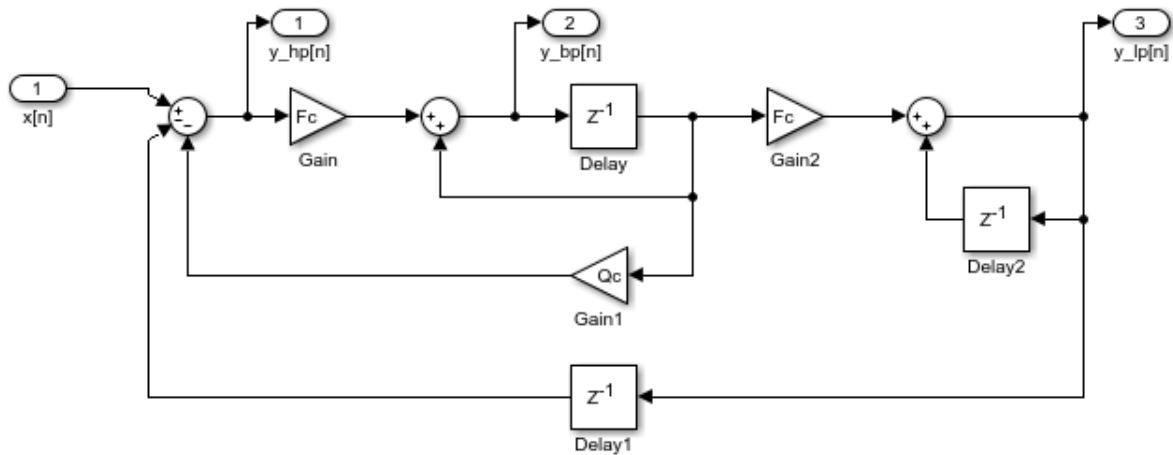 1
y_hp[n]
2
y_bp[n]
3
y_lp[n]
1
x[n]
+
−
−
Fc
Gain
+
+
Z-1
Delay
Fc
Gain2
+
+
Z-1
Delay2
Qc
Gain1
Z-1
Delay1